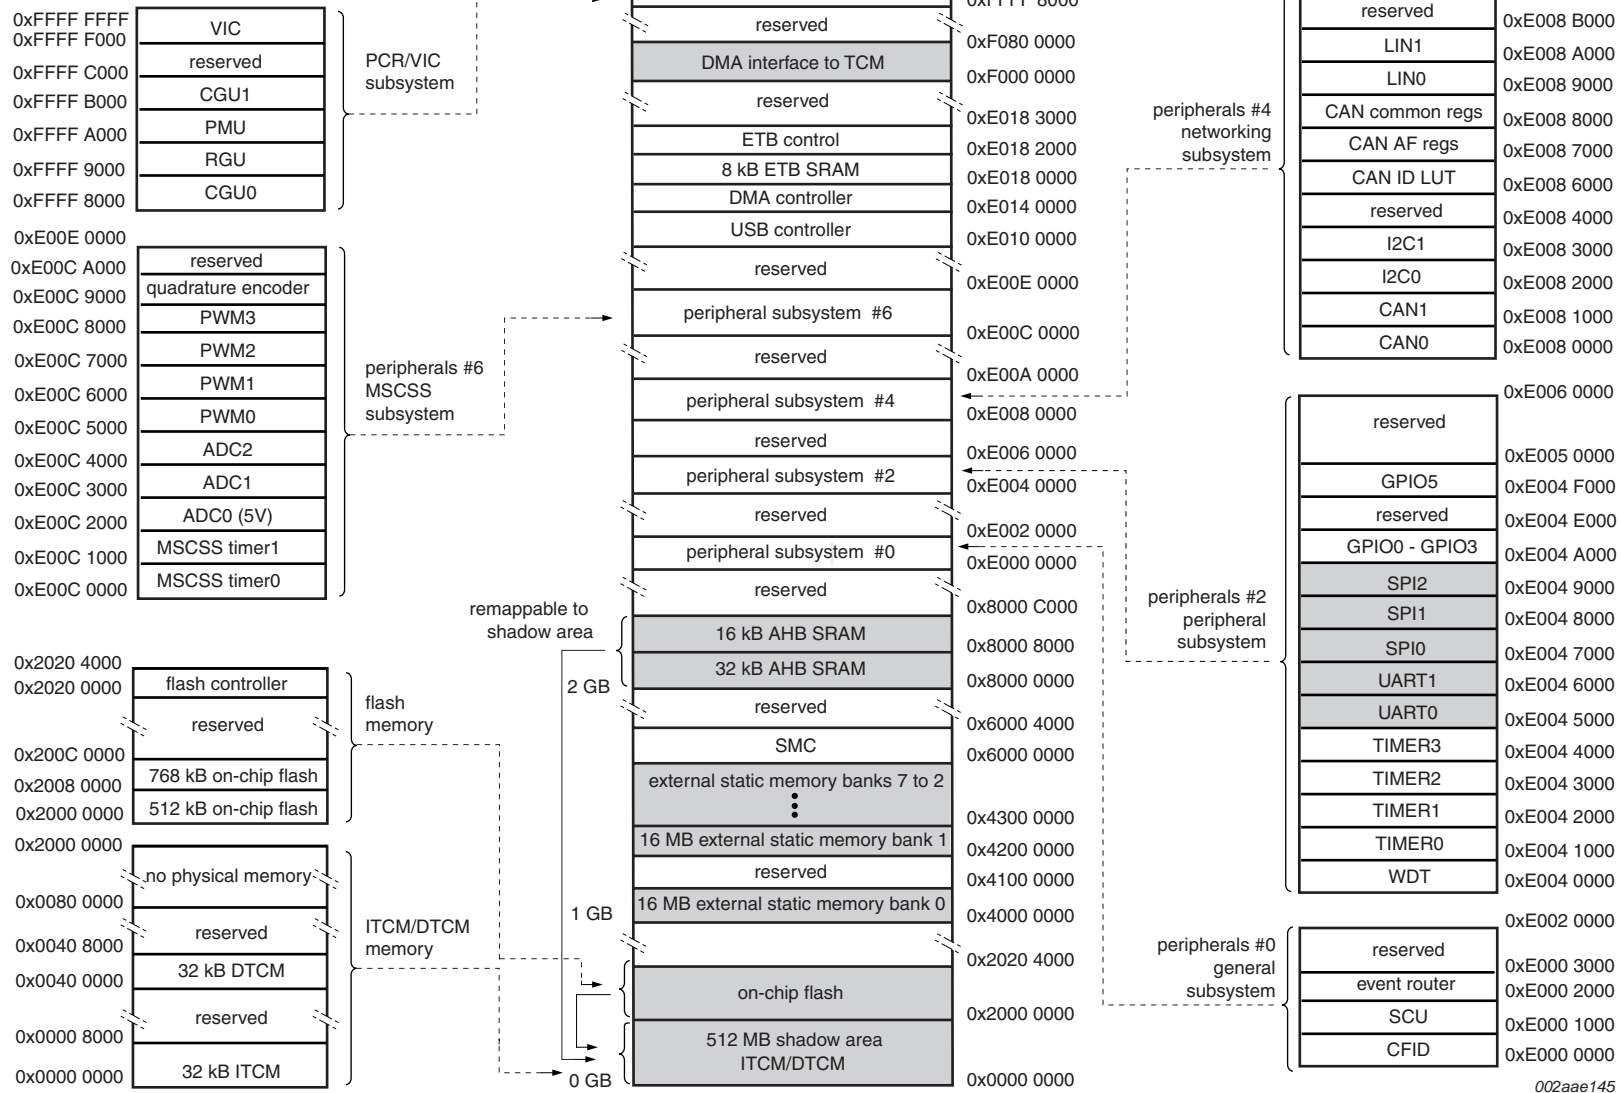 0xFFFF FFFF
VIC
0xFFFF F000
reserved
0xFFFF C000
CGU1
0xFFFF B000
PMU
0xFFFF A000
RGU
0xFFFF 9000
CGU0
0xFFFF 8000
PCR/VIC
subsystem
0xE00E 0000
reserved
0xE00C A000
quadrature encoder
0xE00C 9000
PWM3
0xE00C 8000
PWM2
0xE00C 7000
PWM1
0xE00C 6000
PWM0
0xE00C 5000
ADC2
0xE00C 4000
ADC1
0xE00C 3000
ADC0 (5V)
0xE00C 2000
MSCSS timer1
0xE00C 1000
MSCSS timer0
0xE00C 0000
peripherals #6
MSCSS
subsystem
0x2020 4000
flash controller
0x2020 0000
reserved
0x200C 0000
768 kB on-chip flash
0x2008 0000
512 kB on-chip flash
0x2000 0000
flash
memory
0x2000 0000
no physical memory
0x0080 0000
reserved
0x0040 8000
32 kB DTCM
0x0040 0000
reserved
0x0000 8000
32 kB ITCM
0x0000 0000
ITCM/DTCM
memory
remappable to
shadow area
2 GB
1 GB
0 GB
0xFFFF 8000
reserved
0xF080 0000
DMA interface to TCM
0xF000 0000
reserved
0xE018 3000
ETB control
0xE018 2000
8 kB ETB SRAM
0xE018 0000
DMA controller
0xE014 0000
USB controller
0xE010 0000
reserved
0xE00E 0000
peripheral subsystem #6
0xE00C 0000
reserved
0xE00A 0000
peripheral subsystem #4
0xE008 0000
reserved
0xE006 0000
peripheral subsystem #2
0xE004 0000
reserved
0xE002 0000
peripheral subsystem #0
0xE000 0000
reserved
0x8000 C000
16 kB AHB SRAM
0x8000 8000
32 kB AHB SRAM
0x8000 0000
reserved
0x6000 4000
SMC
0x6000 0000
external static memory banks 7 to 2
0x4300 0000
16 MB external static memory bank 1
0x4200 0000
reserved
0x4100 0000
16 MB external static memory bank 0
0x4000 0000
0x2020 4000
on-chip flash
0x2000 0000
512 MB shadow area
ITCM/DTCM
0x0000 0000
peripherals #4
networking
subsystem
reserved
0xE008 B000
LIN1
0xE008 A000
LIN0
0xE008 9000
CAN common regs
0xE008 8000
CAN AF regs
0xE008 7000
CAN ID LUT
0xE008 6000
reserved
0xE008 4000
I2C1
0xE008 3000
I2C0
0xE008 2000
CAN1
0xE008 1000
CAN0
0xE008 0000
peripherals #2
peripheral
subsystem
0xE006 0000
reserved
0xE005 0000
GPIO5
0xE004 F000
reserved
0xE004 E000
GPIO0 - GPIO3
0xE004 A000
SPI2
0xE004 9000
SPI1
0xE004 8000
SPI0
0xE004 7000
UART1
0xE004 6000
UART0
0xE004 5000
TIMER3
0xE004 4000
TIMER2
0xE004 3000
TIMER1
0xE004 2000
TIMER0
0xE004 1000
WDT
0xE004 0000
peripherals #0
general
subsystem
0xE002 0000
reserved
0xE000 3000
event router
0xE000 2000
SCU
0xE000 1000
CFID
0xE000 0000
002aae145